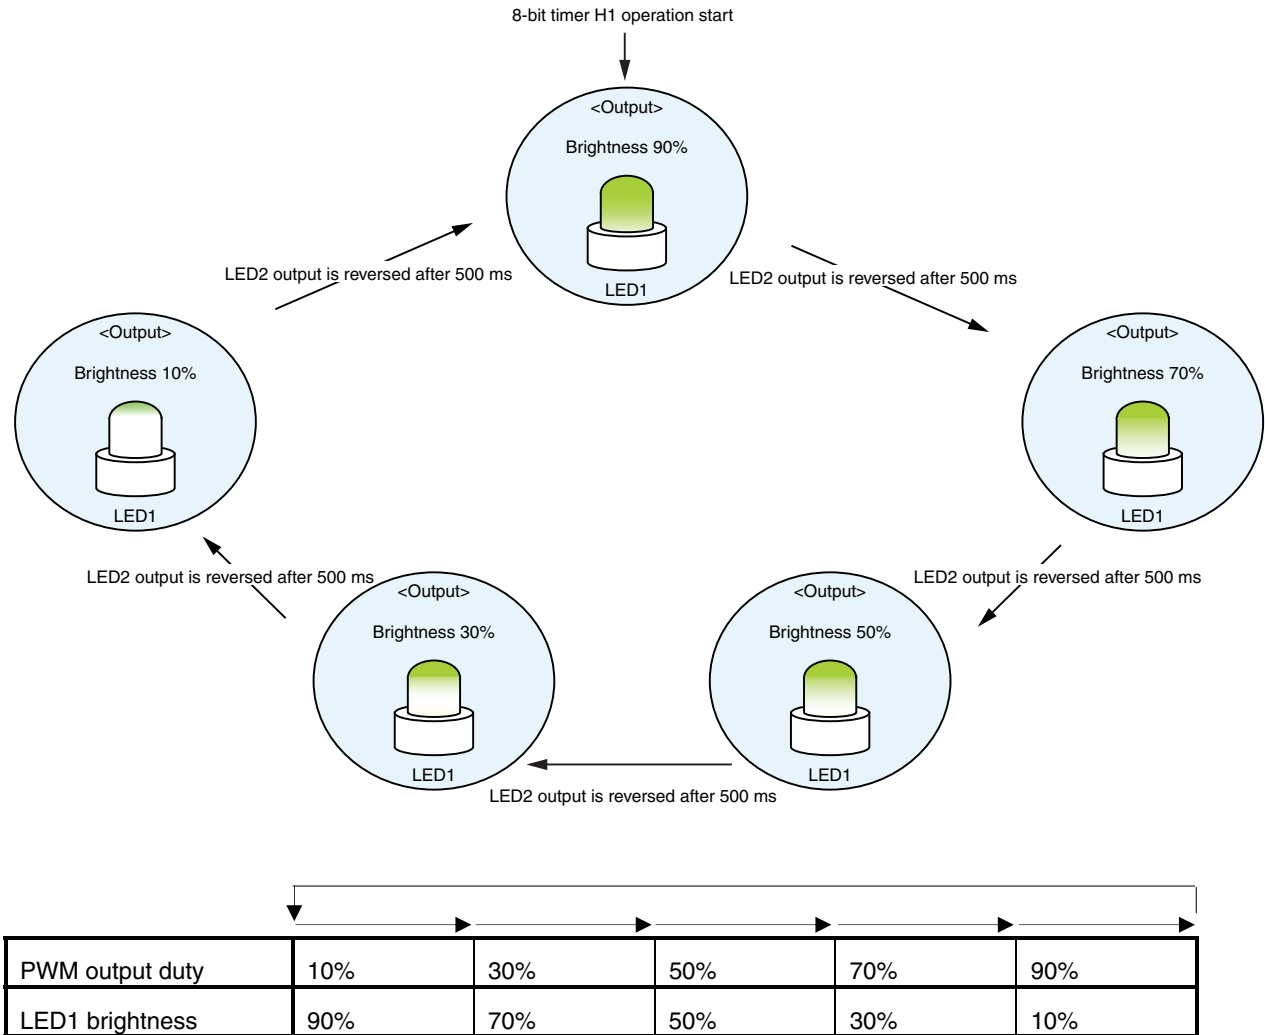 8-bit timer H1 operation start
<Output>
Brightness 90%
LED1
LED2 output is reversed after 500 ms
LED2 output is reversed after 500 ms
<Output>
Brightness 10%
LED1
<Output>
Brightness 70%
LED1
LED2 output is reversed after 500 ms
LED2 output is reversed after 500 ms
<Output>
Brightness 30%
LED1
<Output>
Brightness 50%
LED1
LED2 output is reversed after 500 ms
PWM output duty 10% 30% 50% 70% 90%
LED1 brightness 90% 70% 50% 30% 10%